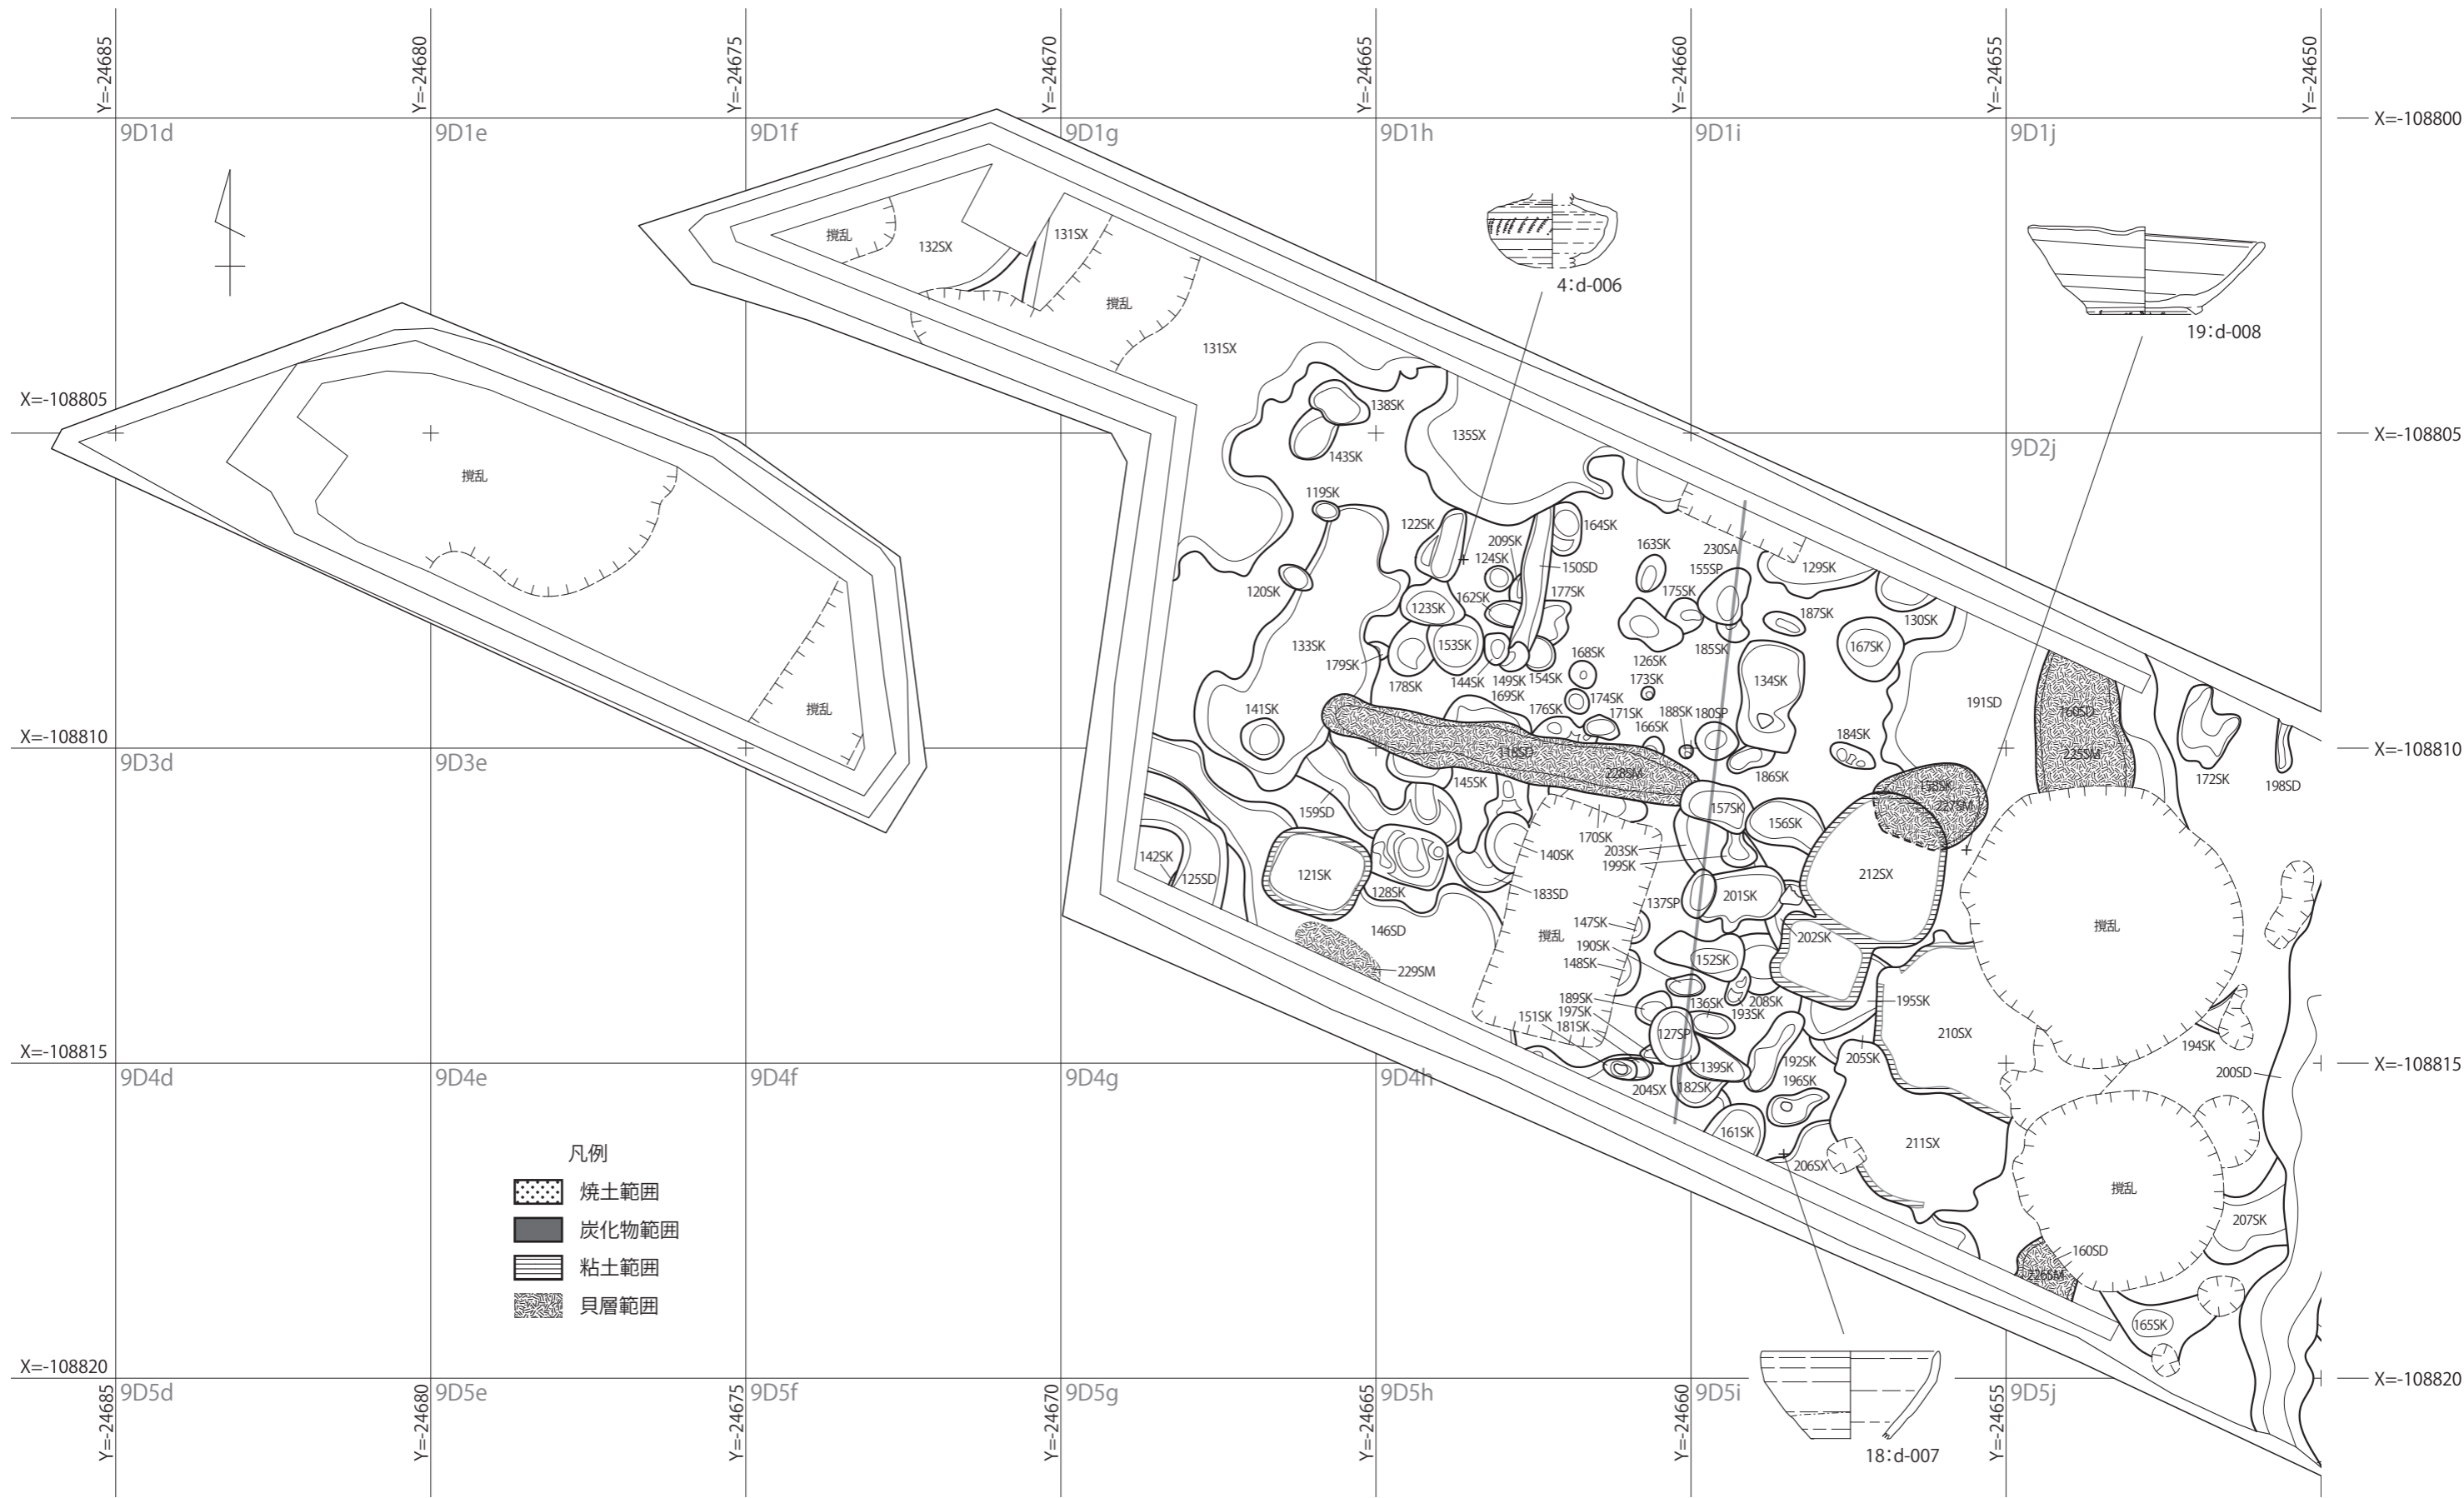 Y=-24685
Y=-24680
Y=-24675
Y=-24670
Y=-24665
Y=-24660
Y=-24655
Y=-24650
X=-108800
9D1d
9D1e
9D1f
9D1g
9D1h
9D1i
9D1j
撹乱
132SX
131SX
撹乱
4:d-006
19:d-008
131SX
X=-108805
138SK
135SX
143SK
9D2j
X=-108805
撹乱
119SK
122SK
209SK
124SK
164SK
150SD
163SK
230SA
155SP
129SK
120SK
162SK
177SK
175SK
187SK
130SK
123SK
133SK
179SK
153SK
178SK
144SK
149SK
154SK
169SK
168SK
126SK
185SK
173SK
134SK
167SK
191SD
撹乱
141SK
176SK
174SK
171SK
166SK
188SK
180SP
184SK
186SK
160SD
225SM
172SK
198SD
X=-108810
X=-108810
9D3d
9D3e
118SD
228SM
145SK
159SD
157SK
156SK
158SK
227SM
170SK
140SK
203SK
199SK
142SK
125SD
121SK
128SK
183SD
137SP
201SK
212SX
146SD
229SM
撹乱
147SK
190SK
148SK
202SK
152SK
撹乱
189SK
197SK
151SK
181SK
136SK
208SK
193SK
195SK
127SP
210SX
194SK
X=-108815
X=-108815
9D4d
9D4e
9D4f
9D4g
9D4h
139SK
192SK
205SK
200SD
204SX
182SK
196SK
161SK
206SX
211SX
撹乱
207SK
160SD
226SM
165SK
凡例
焼土範囲
炭化物範囲
粘土範囲
貝層範囲
X=-108820
X=-108820
9D5d
9D5e
9D5f
9D5g
9D5h
9D5i
9D5j
18:d-007
Y=-24685
Y=-24680
Y=-24675
Y=-24670
Y=-24665
Y=-24660
Y=-24655